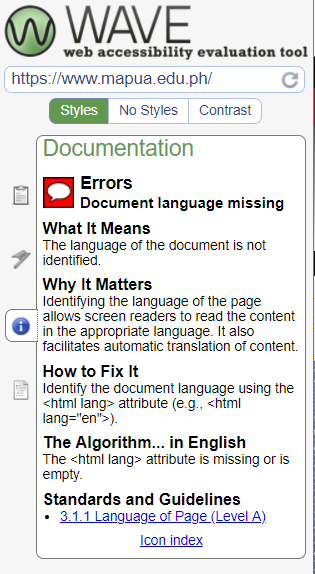 WAVE
web accessibility evaluation tool
https://www.mapua.edu.ph/
Styles No Styles Contrast
Documentation
Errors
Document language missing
What It Means
The language of the document is not
identified.
Why It Matters
Identifying the language of the page
allows screen readers to read the content
in the appropriate language. It also
facilitates automatic translation of content.
How to Fix It
Identify the document language using the
<html lang> attribute (e.g., <html
lang="en">).
The Algorithm... in English
The <html lang> attribute is missing or is
empty.
Standards and Guidelines
• 3.1.1 Language of Page (Level A)
Icon index